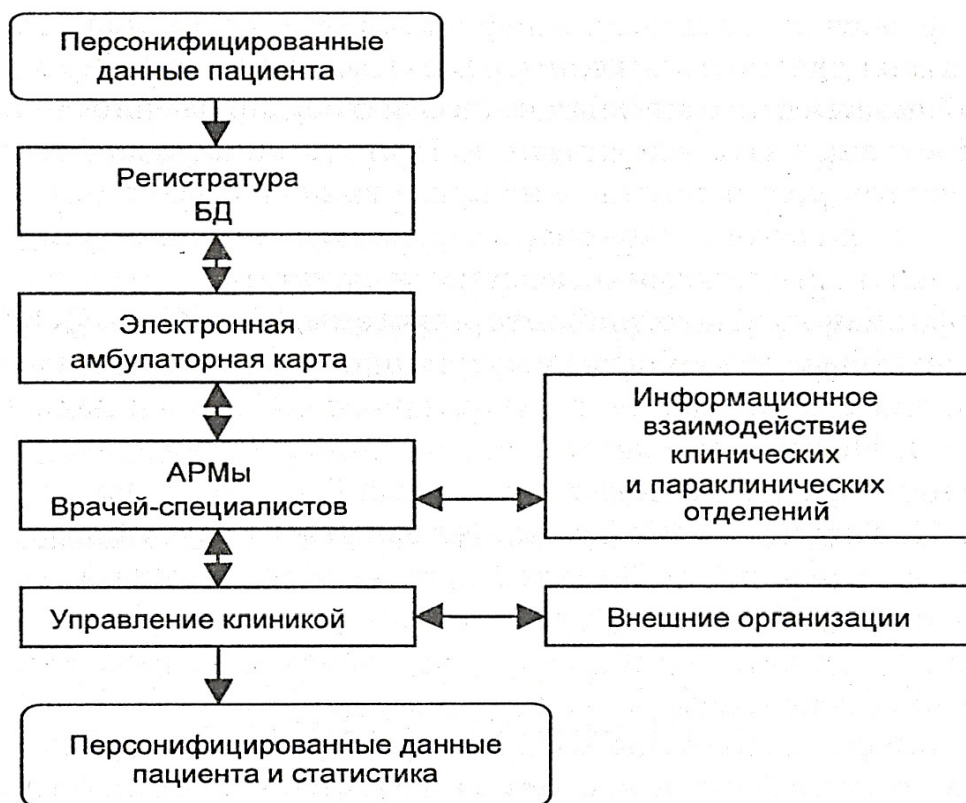 Персонифицированные
данные пациента
Регистратура
БД
Электронная
амбулаторная карта
АРМы
Врачей-специалистов
Информационное
взаимодействие
клинических
и параклинических
отделений
Управление клиникой
Внешние организации
Персонифицированные данные
пациента и статистика